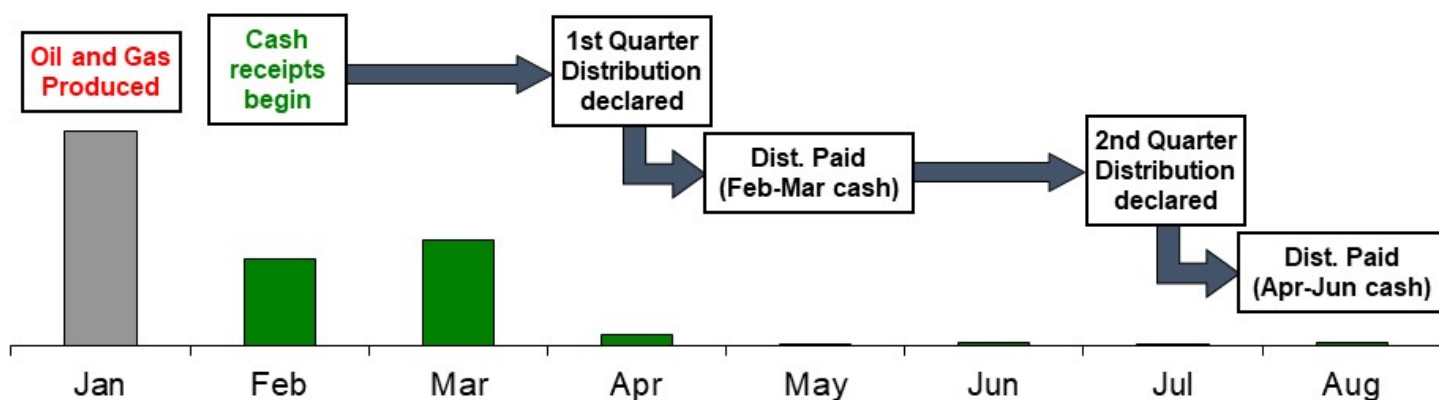 Oil and Gas
Produced
Cash
receipts
begin
1st Quarter
Distribution
declared
Dist. Paid
(Feb-Mar cash)
2nd Quarter
Distribution
declared
Dist. Paid
(Apr-Jun cash)
Jan
Feb
Mar
Apr
May
Jun
Jul
Aug